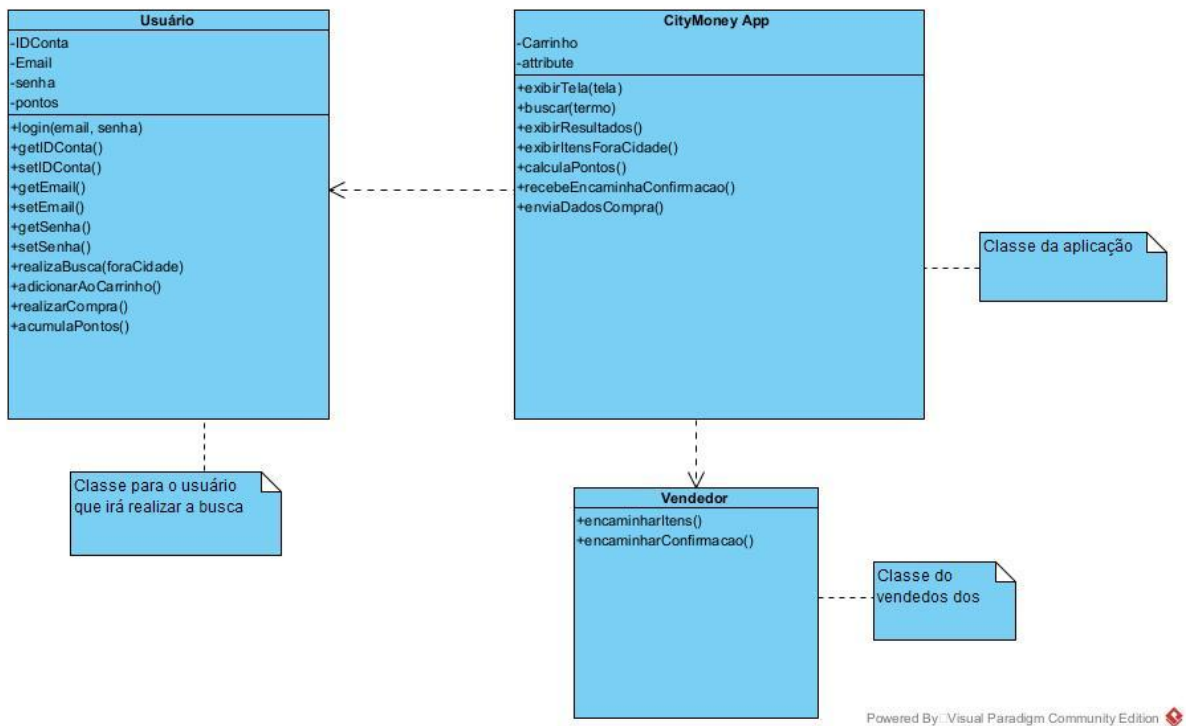 Usuário
-IDConta
-Email
-senha
-pontos
+login(email, senha)
+getIDConta()
+setIDConta()
+getEmail()
+setEmail()
+getSenha()
+setSenha()
+realizaBusca(foraCidade)
+adicionarAoCarrinho()
+realizarCompra()
+acumulaPontos()
CityMoney App
-Carrinho
-attribute
+exibirTela(tela)
+buscar(termo)
+exibirResultados()
+exibirItensForaCidade()
+calculaPontos()
+recebeEncaminhaConfirmacao()
+enviaDadosCompra()
Classe da aplicação
Classe para o usuário
que irá realizar a busca
Vendedor
+encaminharItens()
+encaminharConfirmacao()
Classe do
vendedos dos
Powered By Visual Paradigm Community Edition